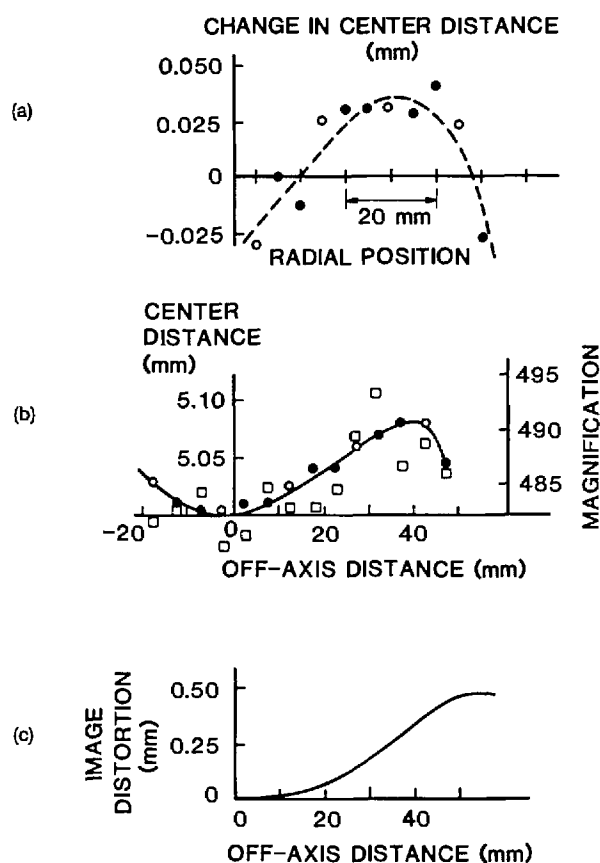 CHANGE IN CENTER DISTANCE
(mm)
(a)
0.050
0.025
0
-0.025
20 mm
RADIAL POSITION
CENTER
DISTANCE
(mm)
(b)
5.10
5.05
-20
0
20
40
OFF-AXIS DISTANCE (mm)
495
490
485
MAGNIFICATION
(c)
IMAGE
DISTORTION
(mm)
0.50
0.25
0
0
20
40
OFF-AXIS DISTANCE (mm)